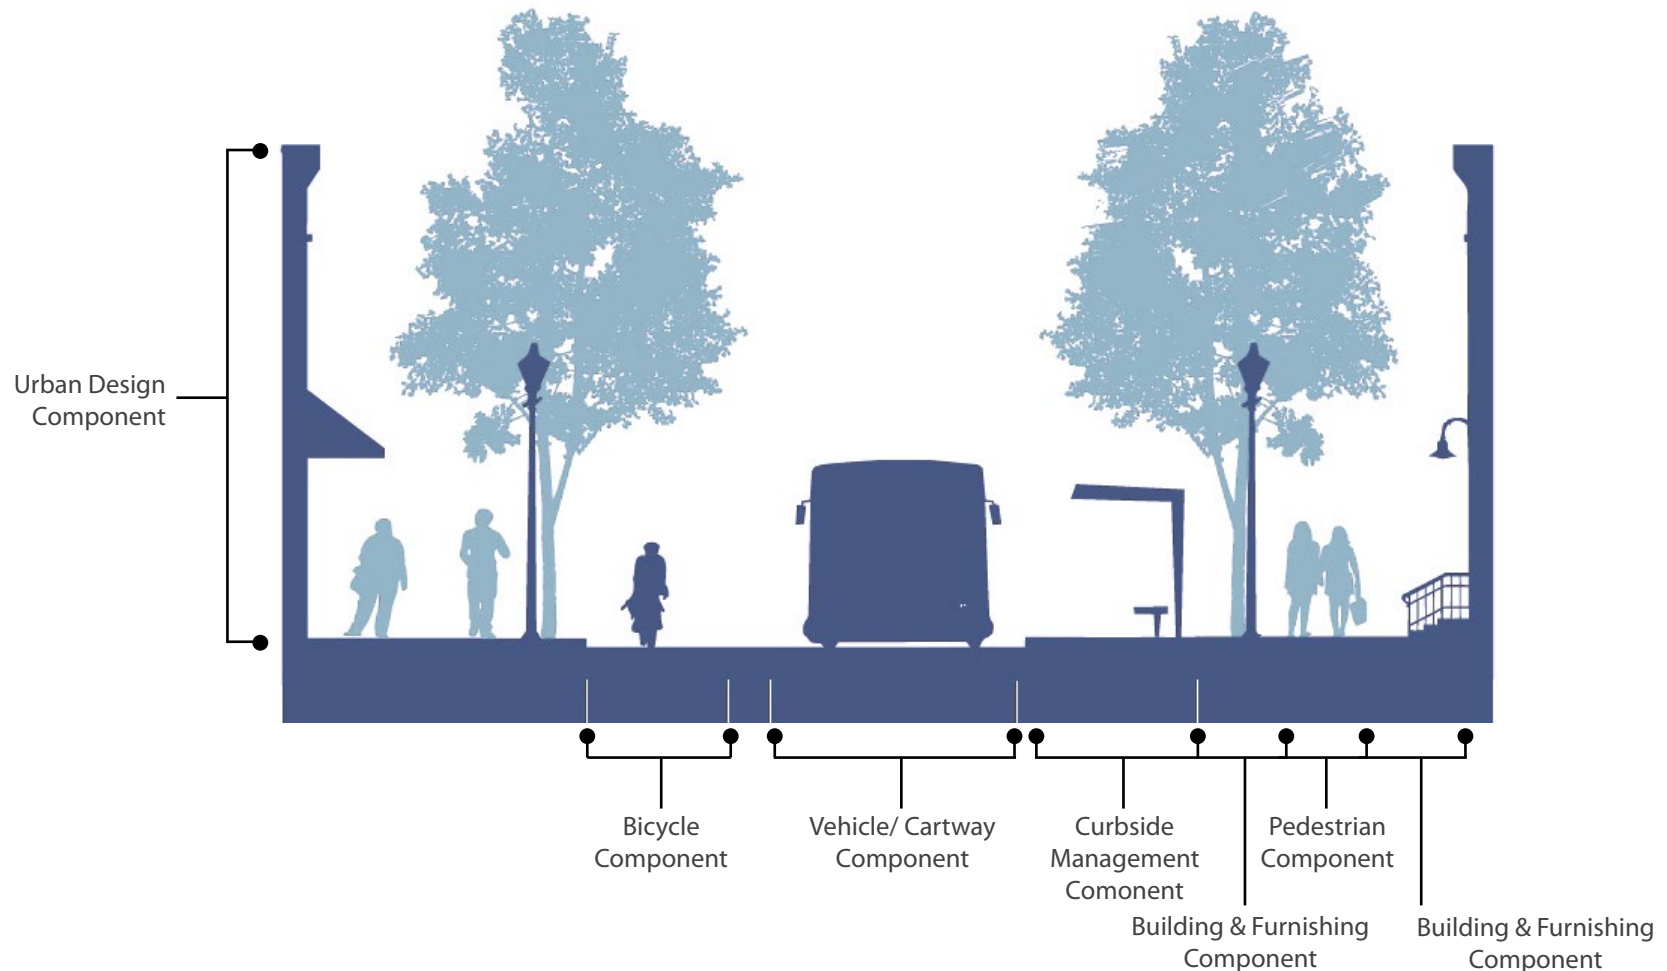 Urban Design
Component
Bicycle
Component
Vehicle/ Cartway
Component
Curbside
Management
Comonent
Pedestrian
Component
Building & Furnishing
Component
Building & Furnishing
Component